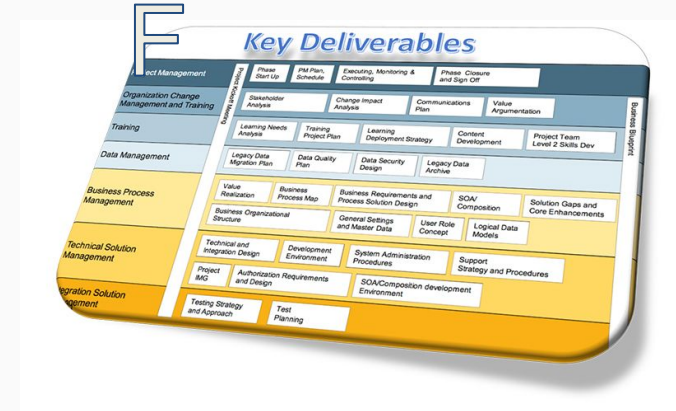 F
Key Deliverables
ect Management
Project Kickoff Meeting
Phase
Start Up
PM Plan,
Schedule
Executing, Monitoring &
Controlling
Phase Closure
and Sign Off
Organization Change
Management and Training
Stakeholder
Analysis
Change Impact
Analysis
Communications
Plan
Value
Argumentation
Business Blueprint
Training
Learning Needs
Analysis
Training
Project Plan
Learning
Deployment Strategy
Content
Development
Project Team
Level 2 Skills Dev
Data Management
Legacy Data
Migration Plan
Data Quality
Plan
Data Security
Design
Legacy Data
Archive
Business Process
Management
Value
Realization
Business
Process Map
Business Requirements and
Process Solution Design
SOA/
Composition
Solution Gaps and
Core Enhancements
Business Organizational
Structure
General Settings
and Master Data
User Role
Concept
Logical Data
Models
Technical Solution
Management
Technical and
Integration Design
Development
Environment
System Administration
Procedures
Support
Strategy and Procedures
Project
IMG
Authorization Requirements
and Design
SOA/Composition development
Environment
egration Solution
agement
Testing Strategy
and Approach
Test
Planning